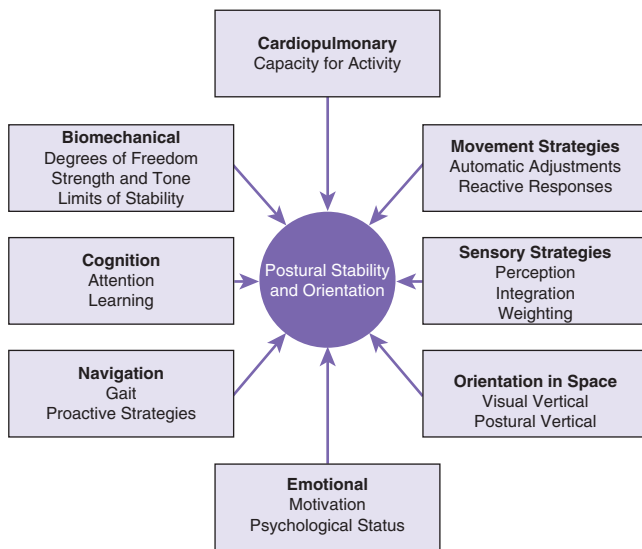 Cardiopulmonary
Capacity for Activity
Biomechanical
Degrees of Freedom
Strength and Tone
Limits of Stability
Movement Strategies
Automatic Adjustments
Reactive Responses
Cognition
Attention
Learning
Postural Stability
and Orientation
Sensory Strategies
Perception
Integration
Weighting
Navigation
Gait
Proactive Strategies
Orientation in Space
Visual Vertical
Postural Vertical
Emotional
Motivation
Psychological Status